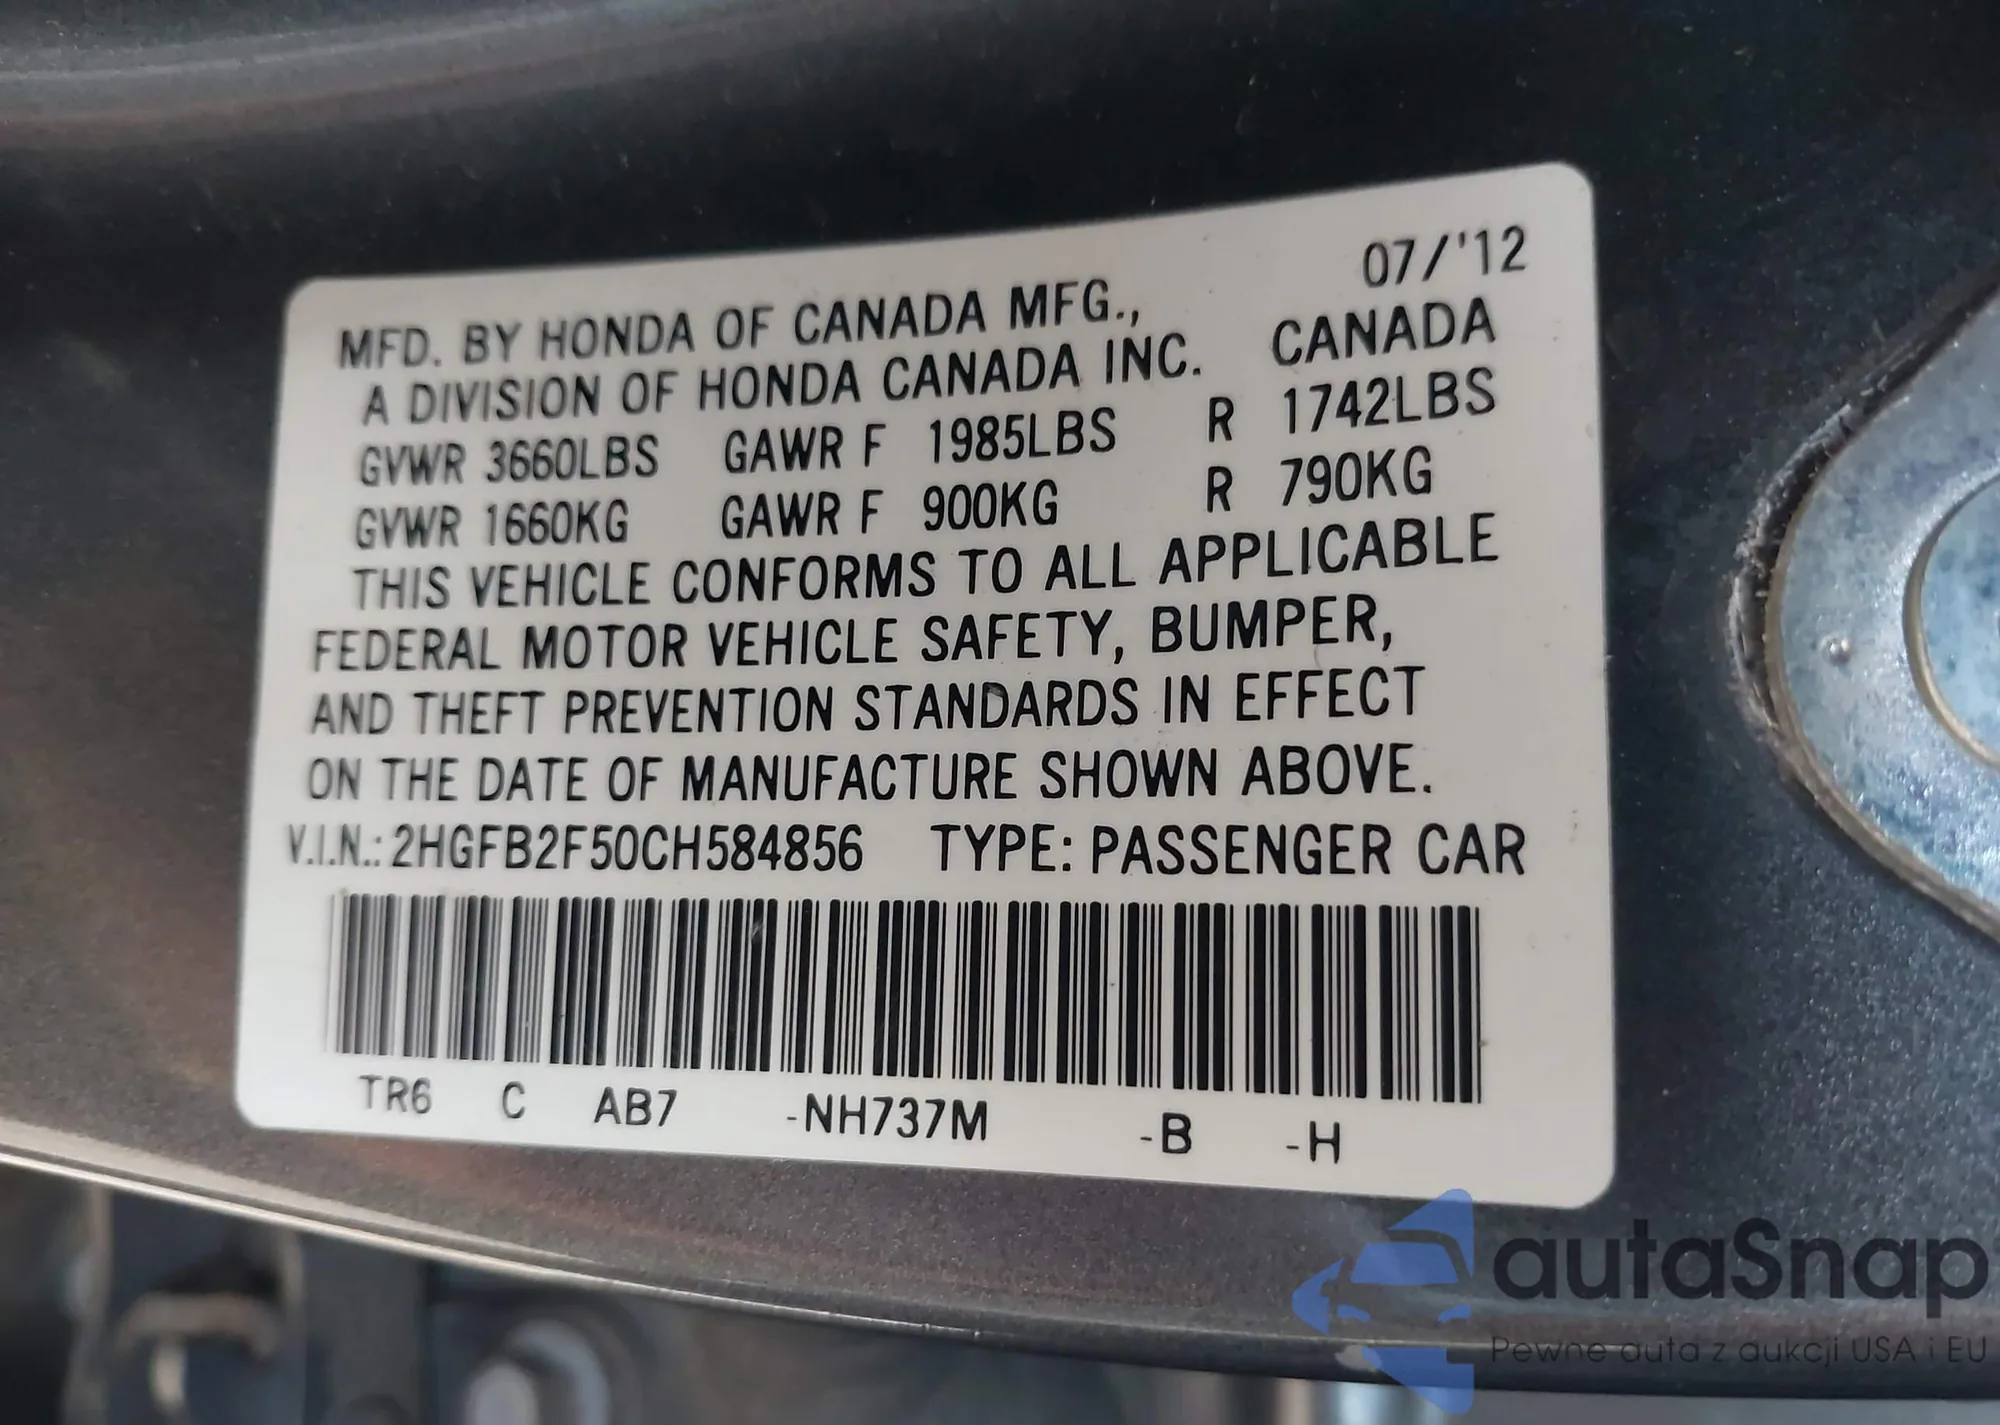 07/'12
MFD. BY HONDA OF CANADA MFG.,
A DIVISION OF HONDA CANADA INC. CANADA
GVWR 3660LBS GAWR F 1985LBS R 1742LBS
GVWR 1660KG GAWR F 900KG R 790KG
THIS VEHICLE CONFORMS TO ALL APPLICABLE
FEDERAL MOTOR VEHICLE SAFETY, BUMPER,
AND THEFT PREVENTION STANDARDS IN EFFECT
ON THE DATE OF MANUFACTURE SHOWN ABOVE.
V.I.N.: 2HGFB2F50CH584856 TYPE: PASSENGER CAR
TR6 C AB7 -NH737M -B -H
autaSnap
Pewne auta z aukcji USA i EU